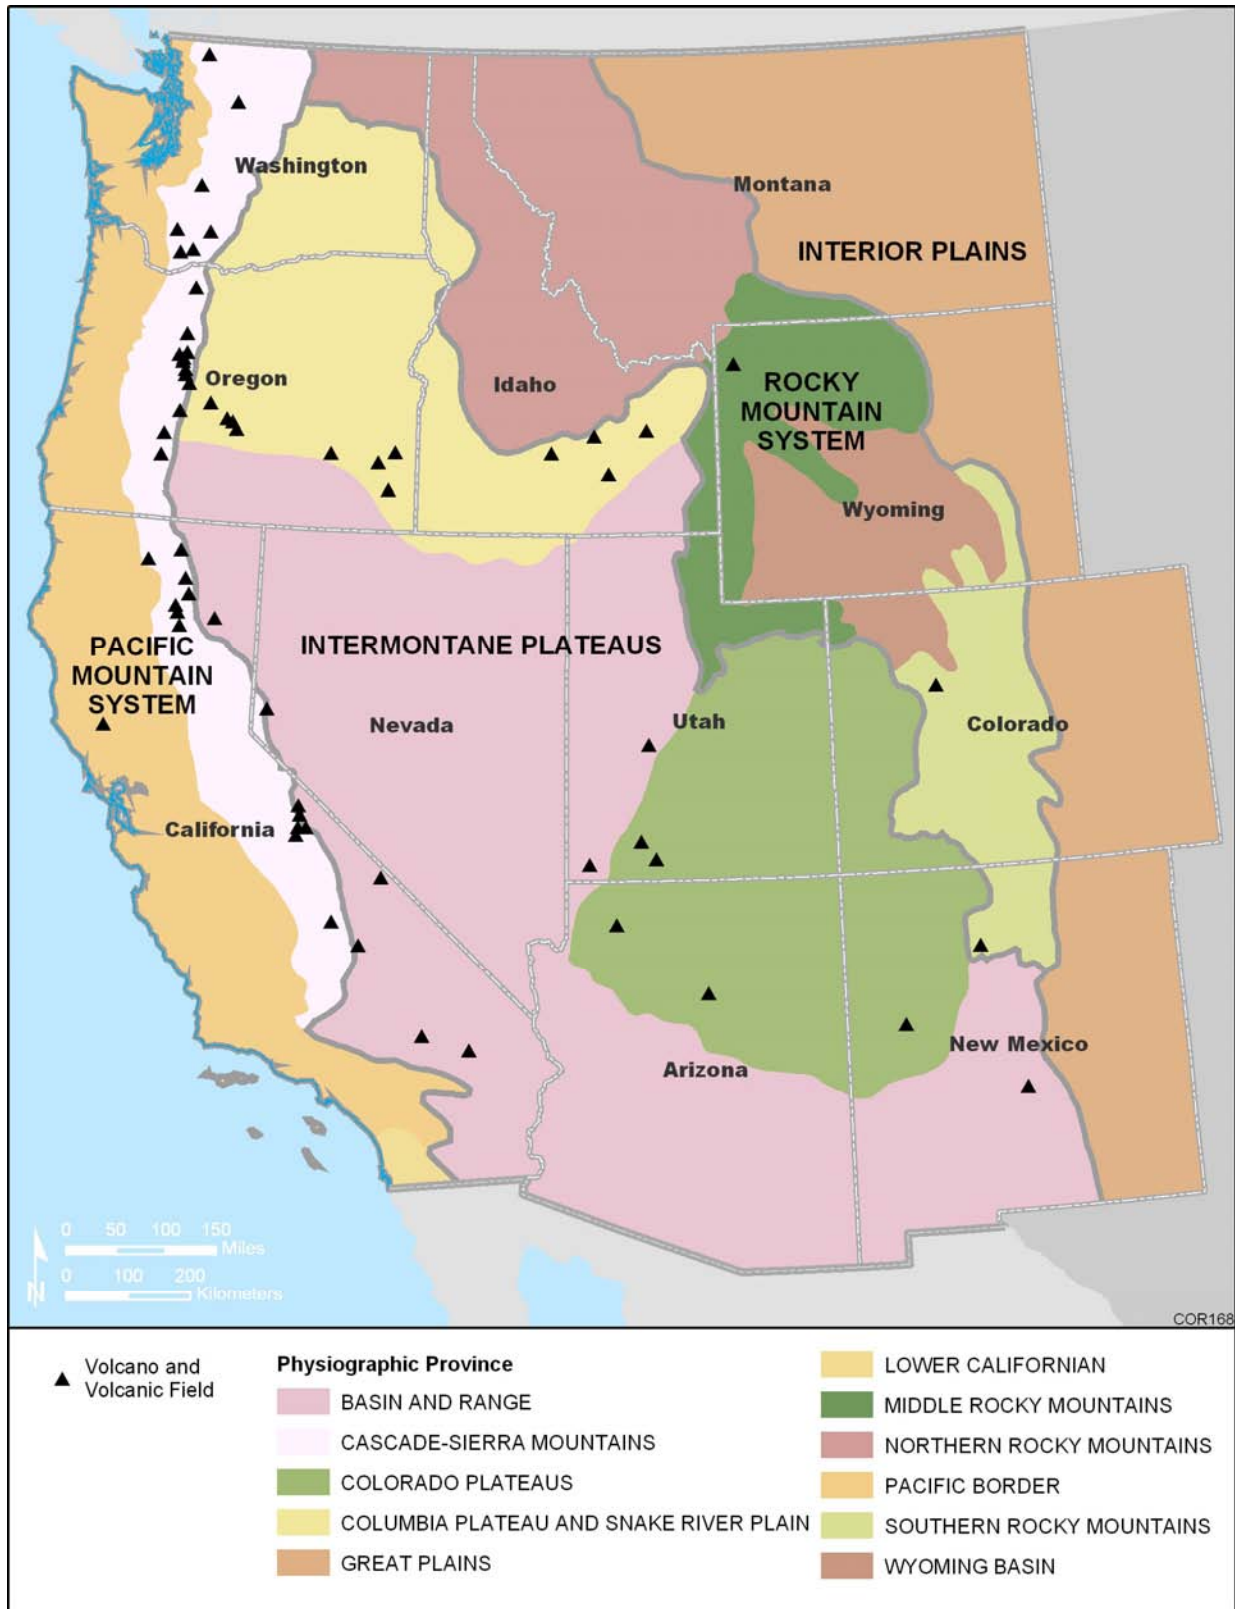 Washington
Montana
INTERIOR PLAINS
Oregon
Idaho
ROCKY
MOUNTAIN
SYSTEM
Wyoming
PACIFIC
MOUNTAIN
SYSTEM
INTERMONTANE PLATEAUS
Nevada
Utah
Colorado
California
Arizona
New Mexico
0 50 100 150
Miles
0 100 200
Kilometers
N
COR168
Volcano and
Volcanic Field
Physiographic Province
BASIN AND RANGE
CASCADE-SIERRA MOUNTAINS
COLORADO PLATEAUS
COLUMBIA PLATEAU AND SNAKE RIVER PLAIN
GREAT PLAINS
LOWER CALIFORNIAN
MIDDLE ROCKY MOUNTAINS
NORTHERN ROCKY MOUNTAINS
PACIFIC BORDER
SOUTHERN ROCKY MOUNTAINS
WYOMING BASIN